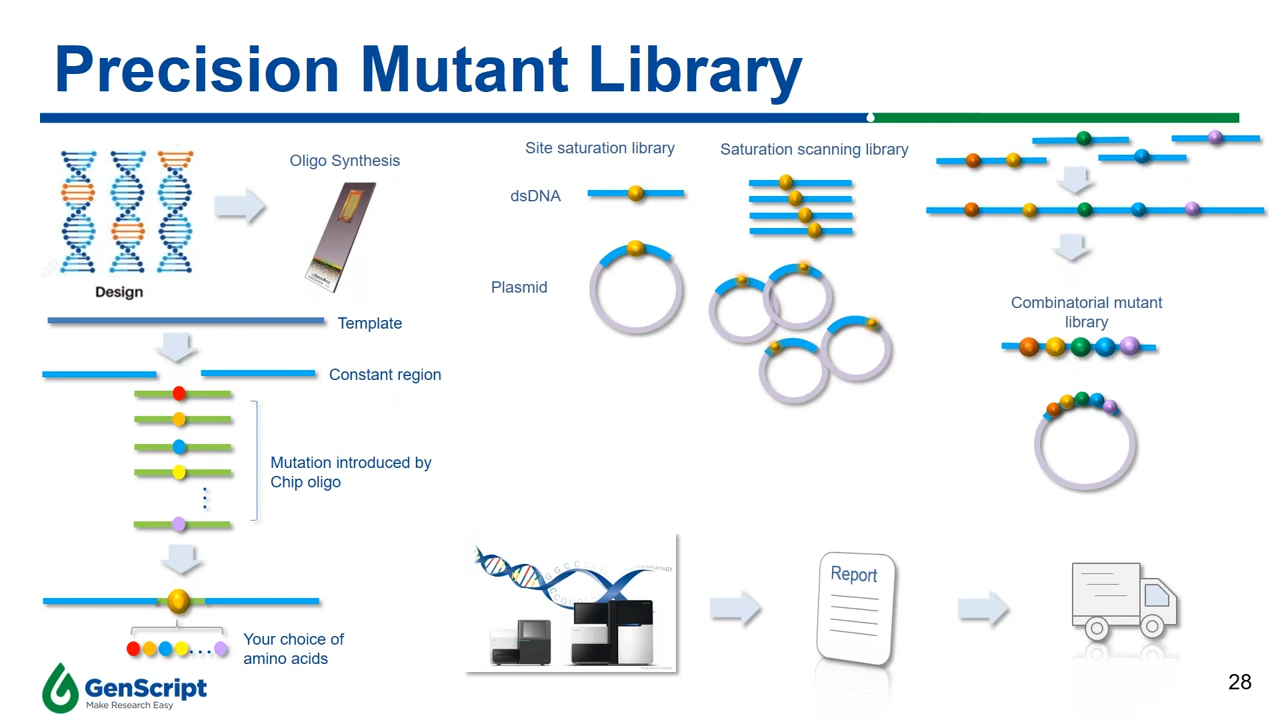 Precision Mutant Library
Design
Oligo Synthesis
Template
Constant region
Mutation introduced by
Chip oligo
Your choice of
amino acids
Site saturation library
dsDNA
Plasmid
Saturation scanning library
Combinatorial mutant
library
Report
GenScript
Make Research Easy
28